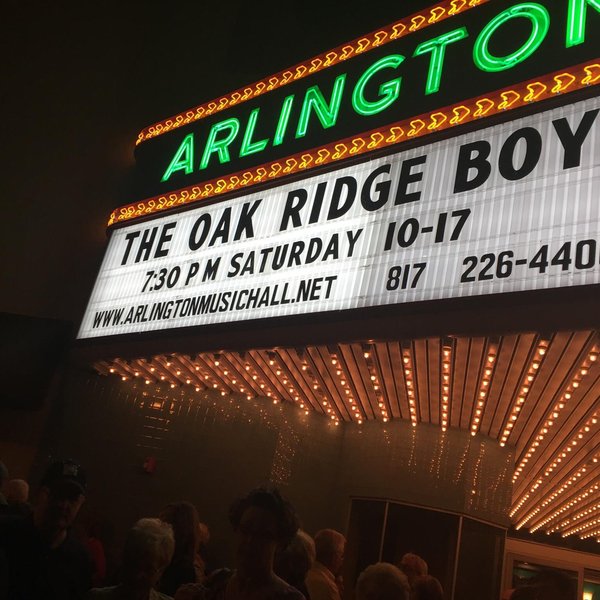 ARLINGTON
THE OAK RIDGE BOY
7:30 PM SATURDAY 10-17
WWW.ARLINGTONMUSICHALL.NET 817 226-440